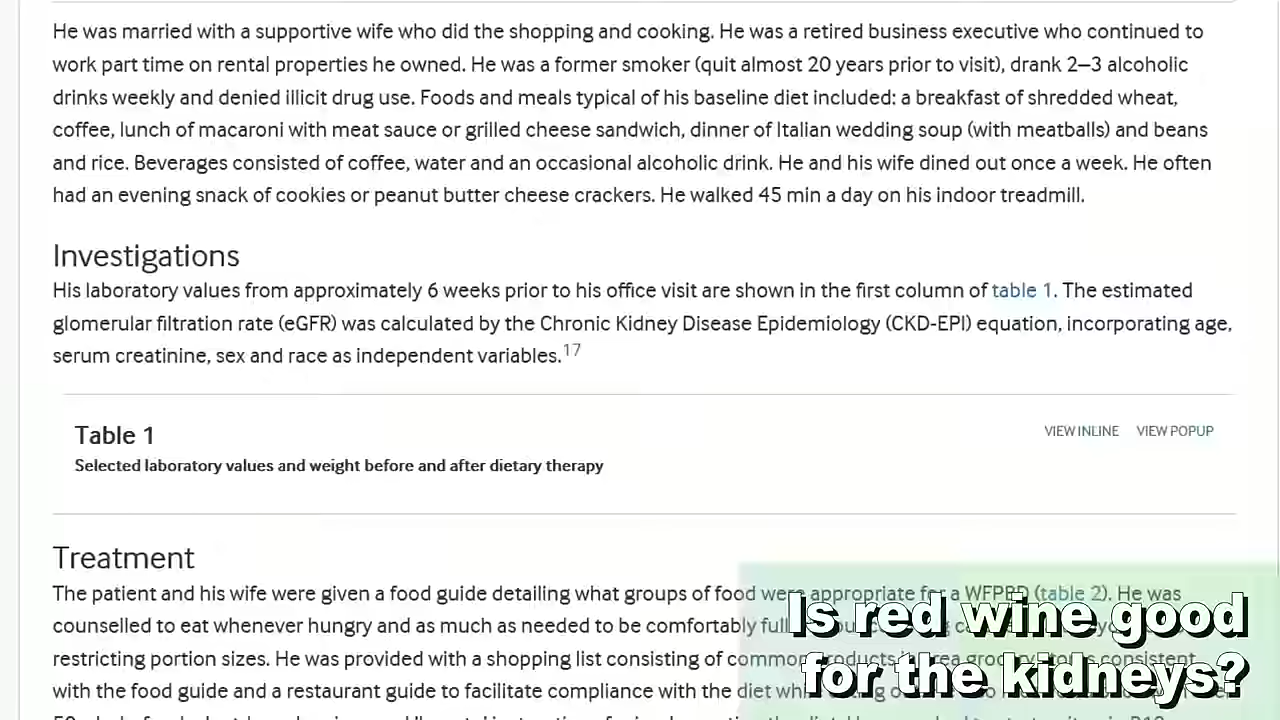 He was married with a supportive wife who did the shopping and cooking. He was a retired business executive who continued to
work part time on rental properties he owned. He was a former smoker (quit almost 20 years prior to visit), drank 2–3 alcoholic
drinks weekly and denied illicit drug use. Foods and meals typical of his baseline diet included: a breakfast of shredded wheat,
coffee, lunch of macaroni with meat sauce or grilled cheese sandwich, dinner of Italian wedding soup (with meatballs) and beans
and rice. Beverages consisted of coffee, water and an occasional alcoholic drink. He and his wife dined out once a week. He often
had an evening snack of cookies or peanut butter cheese crackers. He walked 45 min a day on his indoor treadmill.
Investigations
His laboratory values from approximately 6 weeks prior to his office visit are shown in the first column of table 1. The estimated
glomerular filtration rate (eGFR) was calculated by the Chronic Kidney Disease Epidemiology (CKD-EPI) equation, incorporating age,
serum creatinine, sex and race as independent variables.17
Table 1
VIEW INLINE VIEW POPUP
Selected laboratory values and weight before and after dietary therapy
Treatment
The patient and his wife were given a food guide detailing what groups of food were appropriate for a WFPBD (table 2). He was
counselled to eat whenever hungry and as much as needed to be comfortably full
restricting portion sizes. He was provided with a shopping list consisting of common products consistent
with the food guide and a restaurant guide to facilitate compliance with the diet
Is red wine good
for the kidneys?